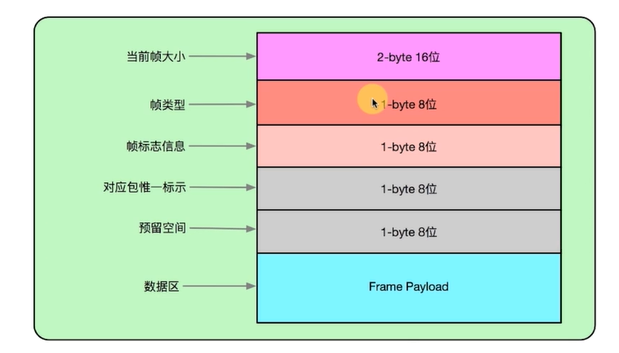 当前帧大小 2-byte 16位
帧类型 1-byte 8位
帧标志信息 1-byte 8位
对应包惟一标示 1-byte 8位
预留空间 1-byte 8位
数据区 Frame Payload